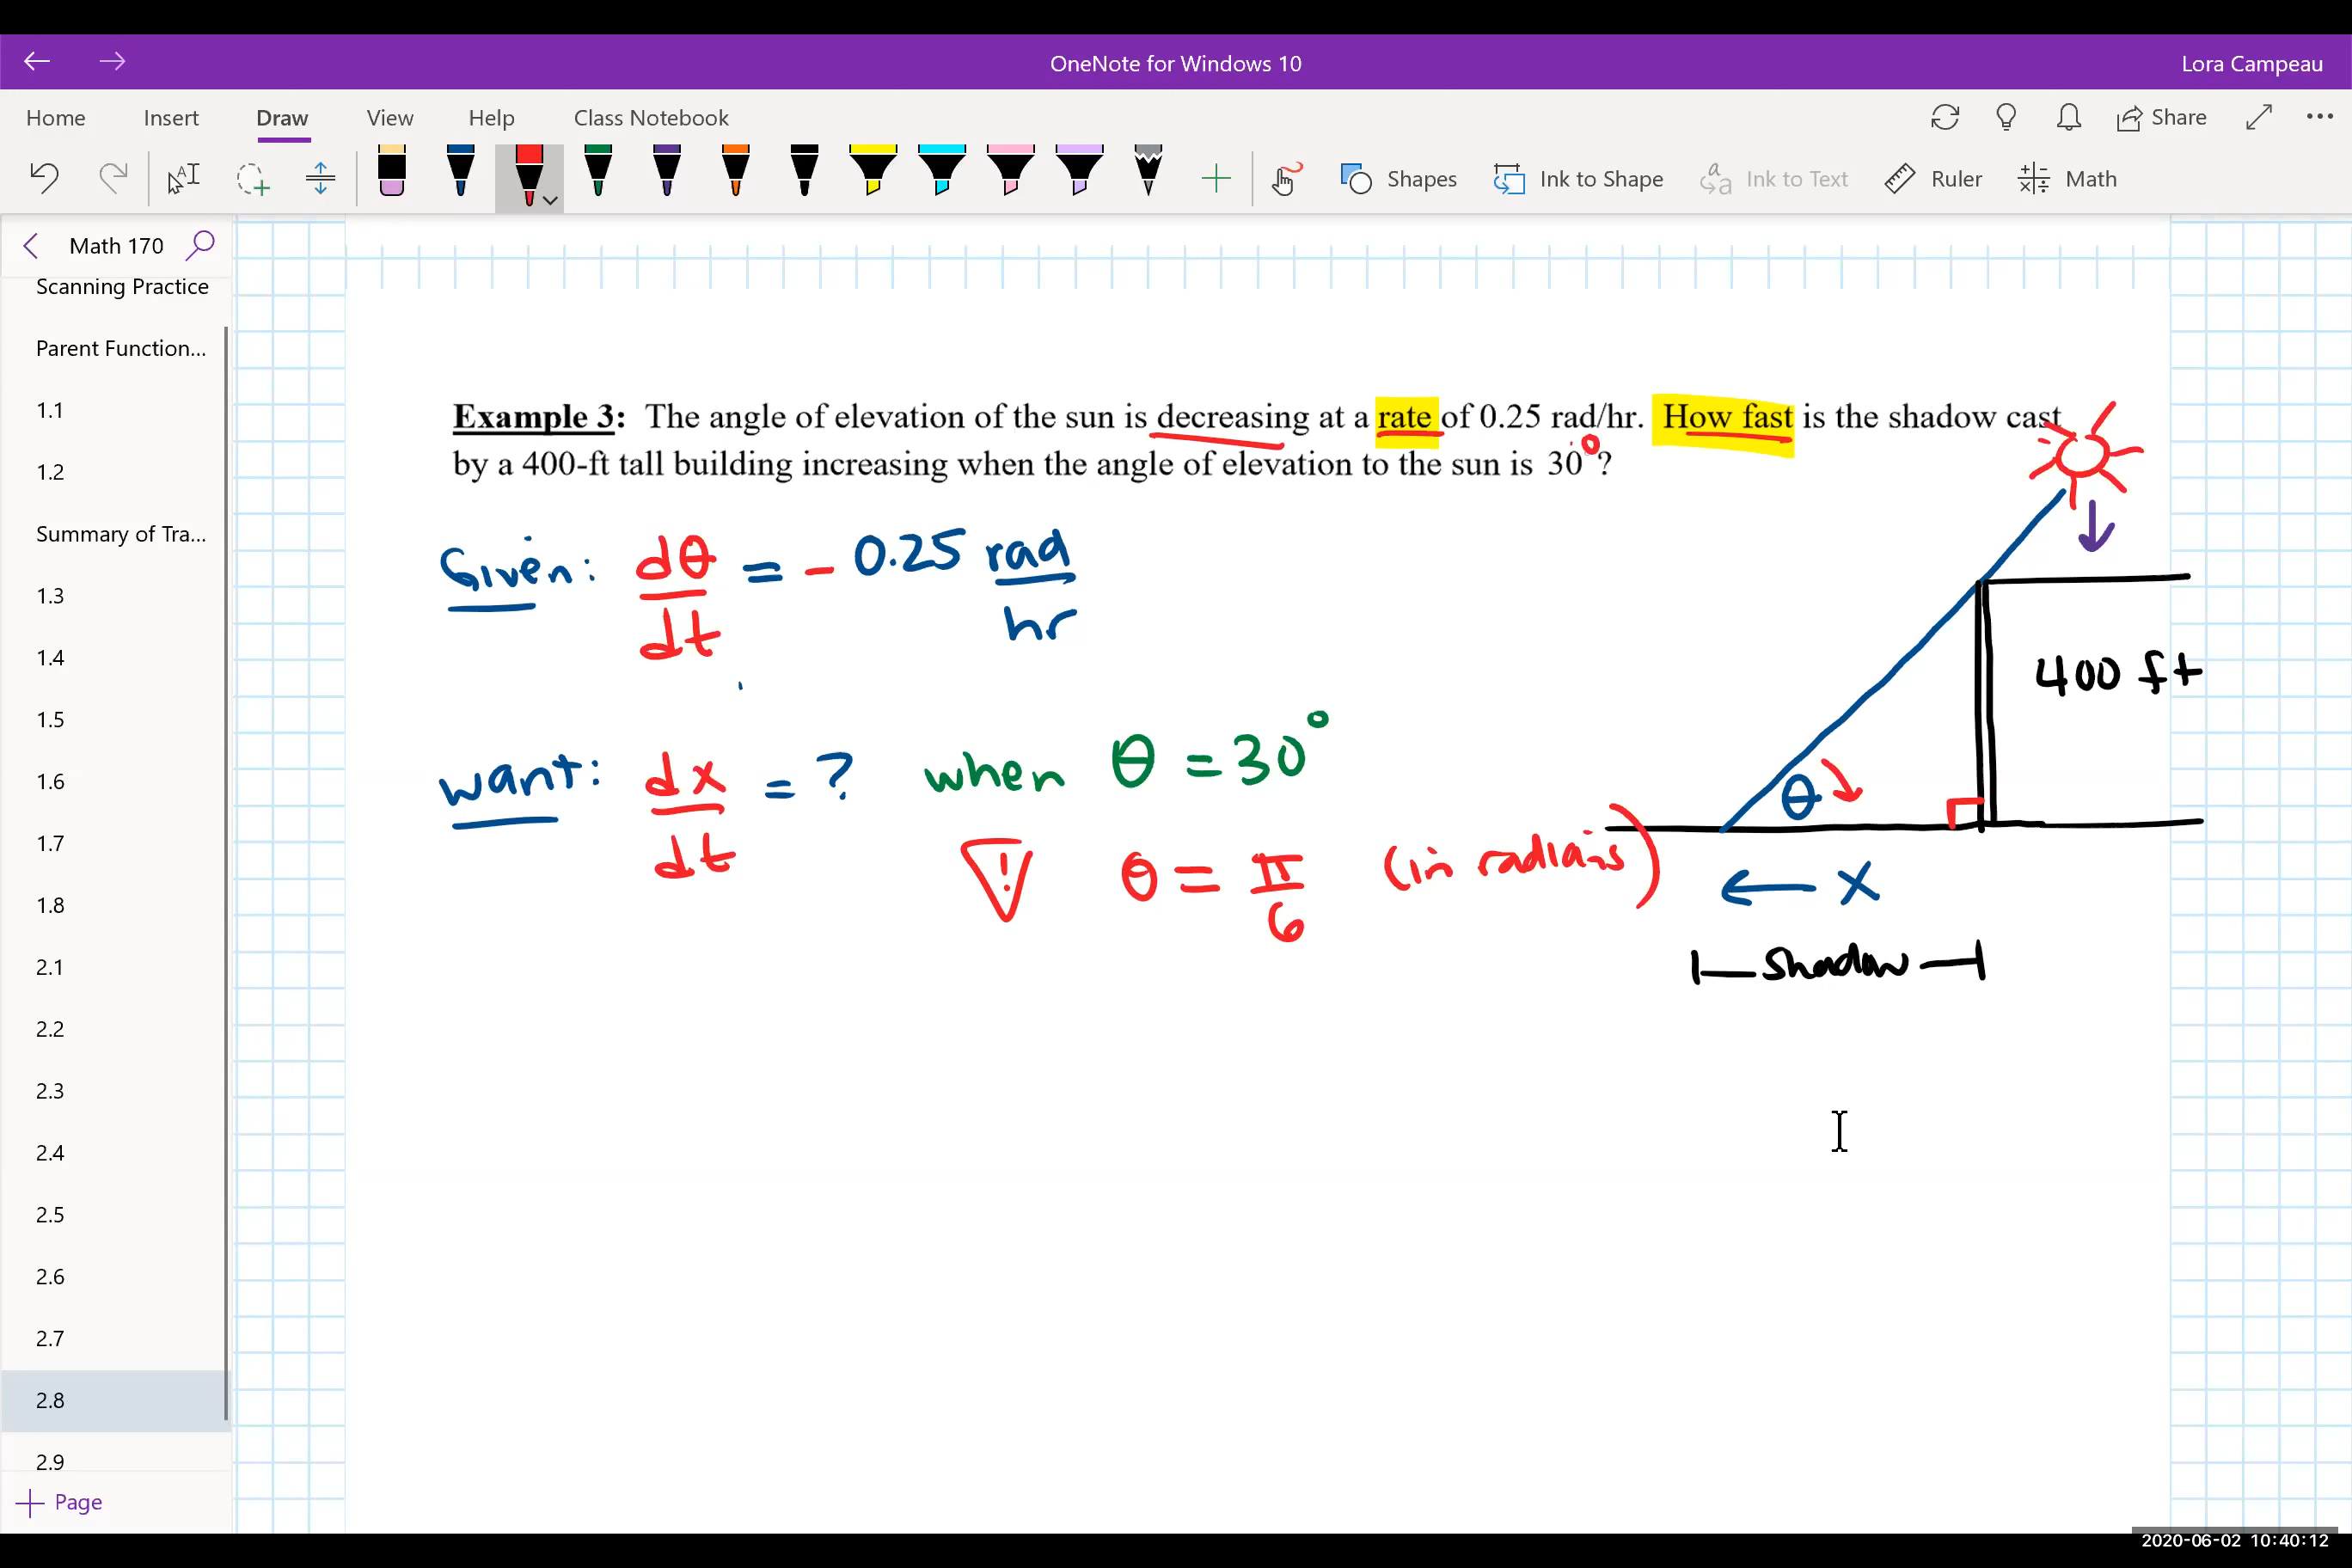 OneNote for Windows 10
Lora Campeau
Home Insert Draw View Help Class Notebook
Share
Shapes Ink to Shape Ink to Text Ruler Math
Math 170
Scanning Practice
Parent Function...
1.1
1.2
Summary of Tra...
1.3
1.4
1.5
1.6
1.7
1.8
2.1
2.2
2.3
2.4
2.5
2.6
2.7
2.8
2.9
Page
Example 3: The angle of elevation of the sun is decreasing at a rate of 0.25 rad/hr. How fast is the shadow cast
by a 400-ft tall building increasing when the angle of elevation to the sun is 30°?
Given: dθ/dt = - 0.25 rad/hr
want: dx/dt = ? when θ = 30°
! θ = π/6 (in radians)
400 ft
θ
← x
shadow
2020-06-02 10:40:12